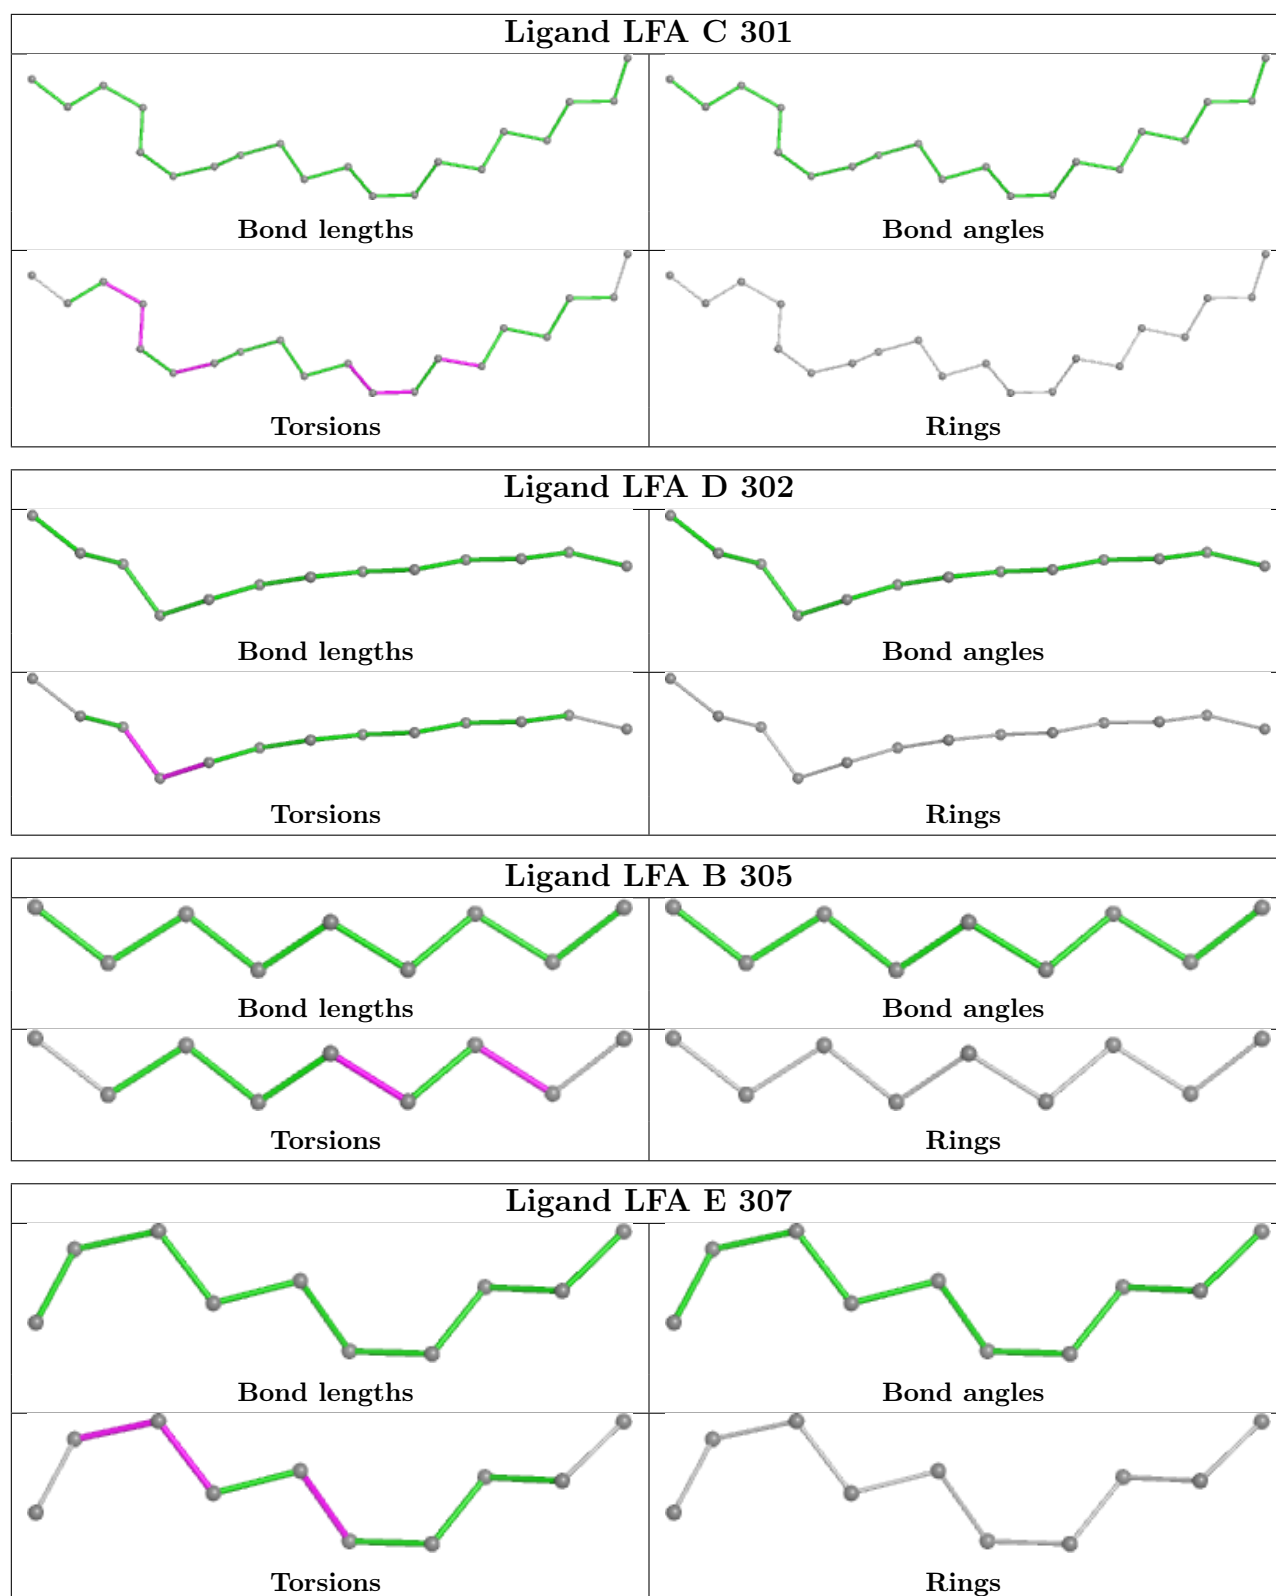 Ligand LFA C 301
Bond lengths
Bond angles
Torsions
Rings
Ligand LFA D 302
Bond lengths
Bond angles
Torsions
Rings
Ligand LFA B 305
Bond lengths
Bond angles
Torsions
Rings
Ligand LFA E 307
Bond lengths
Bond angles
Torsions
Rings